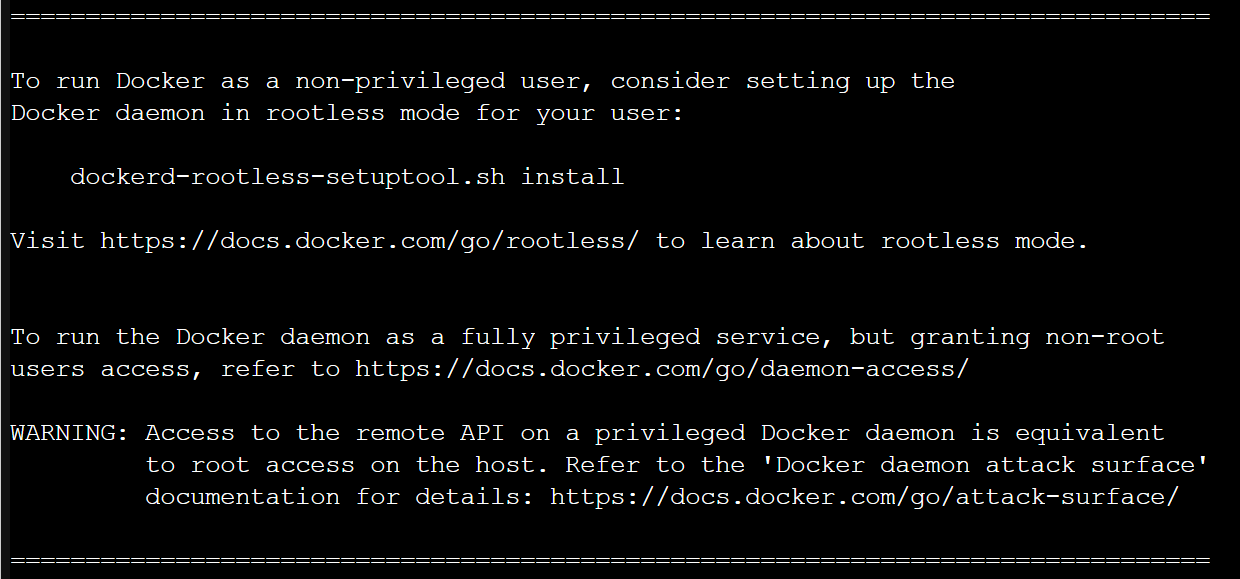 ================================================================================
To run Docker as a non-privileged user, consider setting up the
Docker daemon in rootless mode for your user:
dockerd-rootless-setuptool.sh install
Visit https://docs.docker.com/go/rootless/ to learn about rootless mode.
To run the Docker daemon as a fully privileged service, but granting non-root
users access, refer to https://docs.docker.com/go/daemon-access/
WARNING: Access to the remote API on a privileged Docker daemon is equivalent
to root access on the host. Refer to the 'Docker daemon attack surface'
documentation for details: https://docs.docker.com/go/attack-surface/
================================================================================